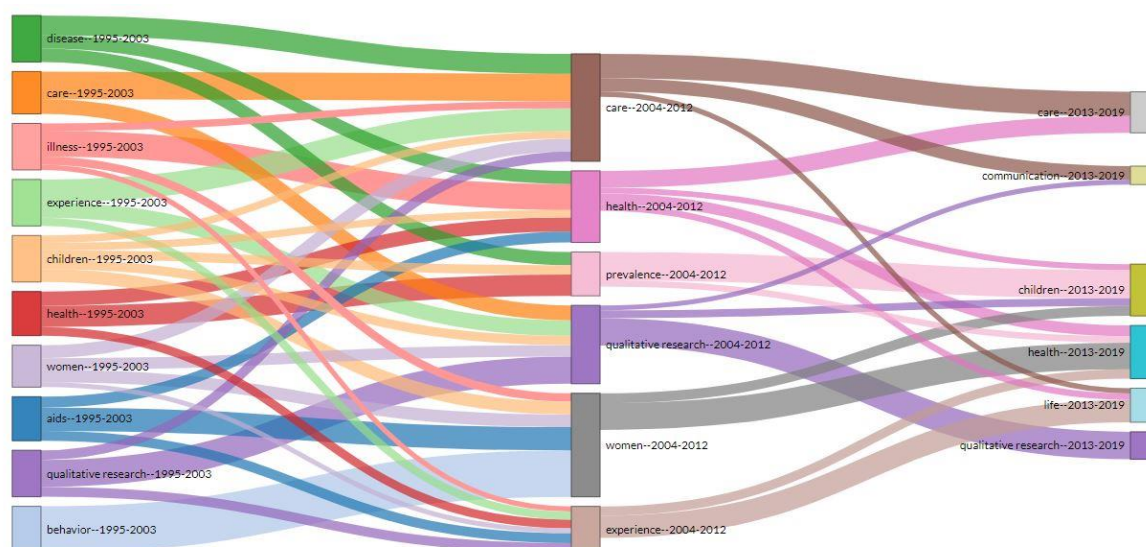 disease--1995-2003
care--1995-2003
illness--1995-2003
experience--1995-2003
children--1995-2003
health--1995-2003
women--1995-2003
aids--1995-2003
qualitative research--1995-2003
behavior--1995-2003
care--2004-2012
health--2004-2012
prevalence--2004-2012
qualitative research--2004-2012
women--2004-2012
experience--2004-2012
care--2013-2019
communication--2013-2019
children--2013-2019
health--2013-2019
life--2013-2019
qualitative research--2013-2019